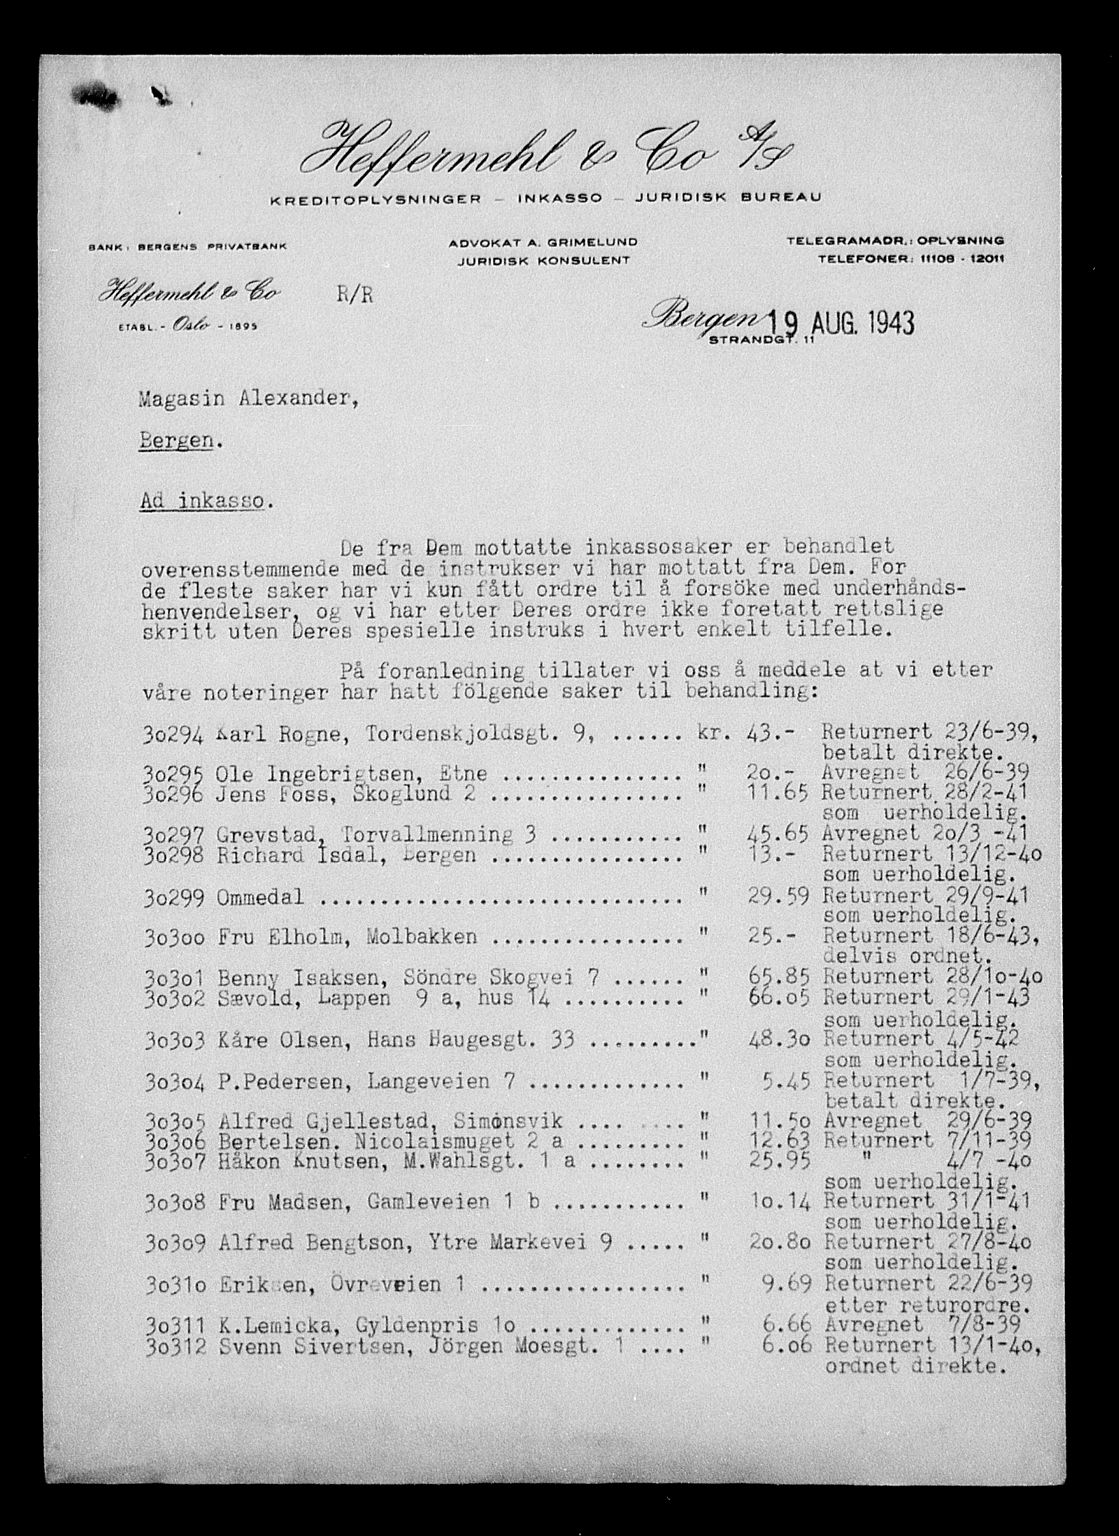 Heffermehl & Co A/S
KREDITOPLYSNINGER – INKASSO – JURIDISK BUREAU
BANK: BERGENS PRIVATBANK
ADVOKAT A. GRIMELUND
JURIDISK KONSULENT
TELEGRAMADR.: OPLYSNING
TELEFONER: 11108 - 12011
Heffermehl & Co
ETABL. - Oslo - 1895
R/R
Bergen 19 AUG. 1943
STRANDGT. 11
Magasin Alexander,
Bergen.
Ad inkasso.
De fra Dem mottatte inkassosaker er behandlet
overensstemmende med de instrukser vi har mottatt fra Dem. For
de fleste saker har vi kun fått ordre til å forsöke med underhånds-
henvendelser, og vi har etter Deres ordre ikke foretatt rettslige
skritt uten Deres spesielle instruks i hvert enkelt tilfelle.
På foranledning tillater vi oss å meddele at vi etter
våre noteringer har hatt fölgende saker til behandling:
3o294 Karl Rogne, Tordenskjoldsgt. 9, ...... kr. 43.- Returnert 23/6-39,
betalt direkte.
3o295 Ole Ingebrigtsen, Etne ............... " 2o.- Avregnet 26/6-39
3o296 Jens Foss, Skoglund 2 ................ " 11.65 Returnert 28/2-41
som uerholdelig.
3o297 Grevstad, Torvallmenning 3 ........... " 45.65 Avregnet 2o/3 -41
3o298 Richard Isdal, Bergen ................ " 13.- Returnert 13/12-4o
som uerholdelig.
3o299 Ommedal .............................. " 29.59 Returnert 29/9-41
som uerholdelig.
3o3oo Fru Elholm, Molbakken ................ " 25.- Returnert 18/6-43,
delvis ordnet.
3o3o1 Benny Isaksen, Söndre Skogvei 7 ...... " 65.85 Returnert 28/1o-4o
3o3o2 Sævold, Lappen 9 a, hus 14 .......... " 66.o5 Returnert 29/1-43
som uerholdelig.
3o3o3 Kåre Olsen, Hans Haugesgt. 33 ........." 48.3o Returnert 4/5-42
som uerholdelig.
3o3o4 P.Pedersen, Langeveien 7 ............. " 5.45 Returnert 1/7-39,
betalt direkte.
3o3o5 Alfred Gjellestad, Simonsvik .... .... " 11.5o Avregnet 29/6-39
3o3o6 Bertelsen. Nicolaismuget 2 a ......... " 12.63 Returnert 7/11-39
3o3o7 Håkon Knutsen, M.Wahlsgt. 1 a ........ " 25.95 " 4/7 -4o
som uerholdelig.
3o3o8 Fru Madsen, Gamleveien 1 b ........... " 1o.14 Returnert 31/1-41
som uerholdelig.
3o3o9 Alfred Bengtson, Ytre Markevei 9 ..... " 2o.8o Returnert 27/8-4o
som uerholdelig.
3o31o Eriksen, Övreveien 1 ................. " 9.69 Returnert 22/6-39
etter returordre.
3o311 K.Lemicka, Gyldenpris 1o ............. " 6.66 Avregnet 7/8-39
3o312 Svenn Sivertsen, Jörgen Moesgt. 1 .... " 6.o6 Returnert 13/1-4o,
ordnet direkte.